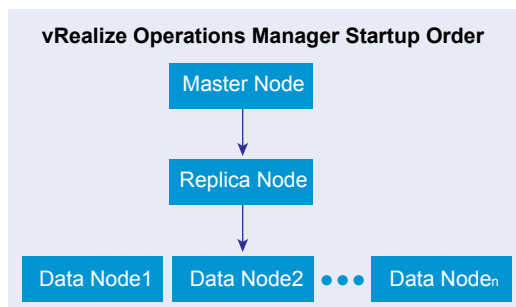 vRealize Operations Manager Startup Order
Master Node
Replica Node
Data Node1 Data Node2 Data Noden